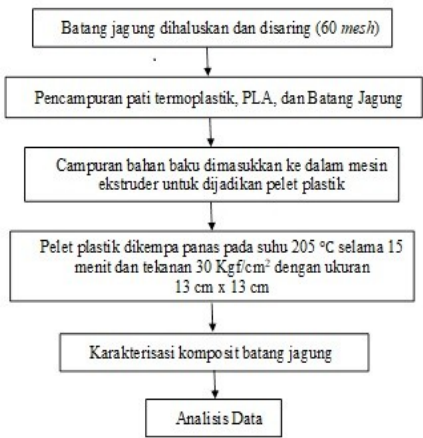 Batang jagung dihaluskan dan disaring (60 mesh)
Pencampuran pati termoplastik, PLA, dan Batang Jagung
Campuran bahan baku dimasukkan ke dalam mesin
ekstruder untuk dijadikan pelet plastik
Pelet plastik dikempa panas pada suhu 205 °C selama 15
menit dan tekanan 30 Kgf/cm² dengan ukuran
13 cm x 13 cm
Karakterisasi komposit batang jagung
Analisis Data